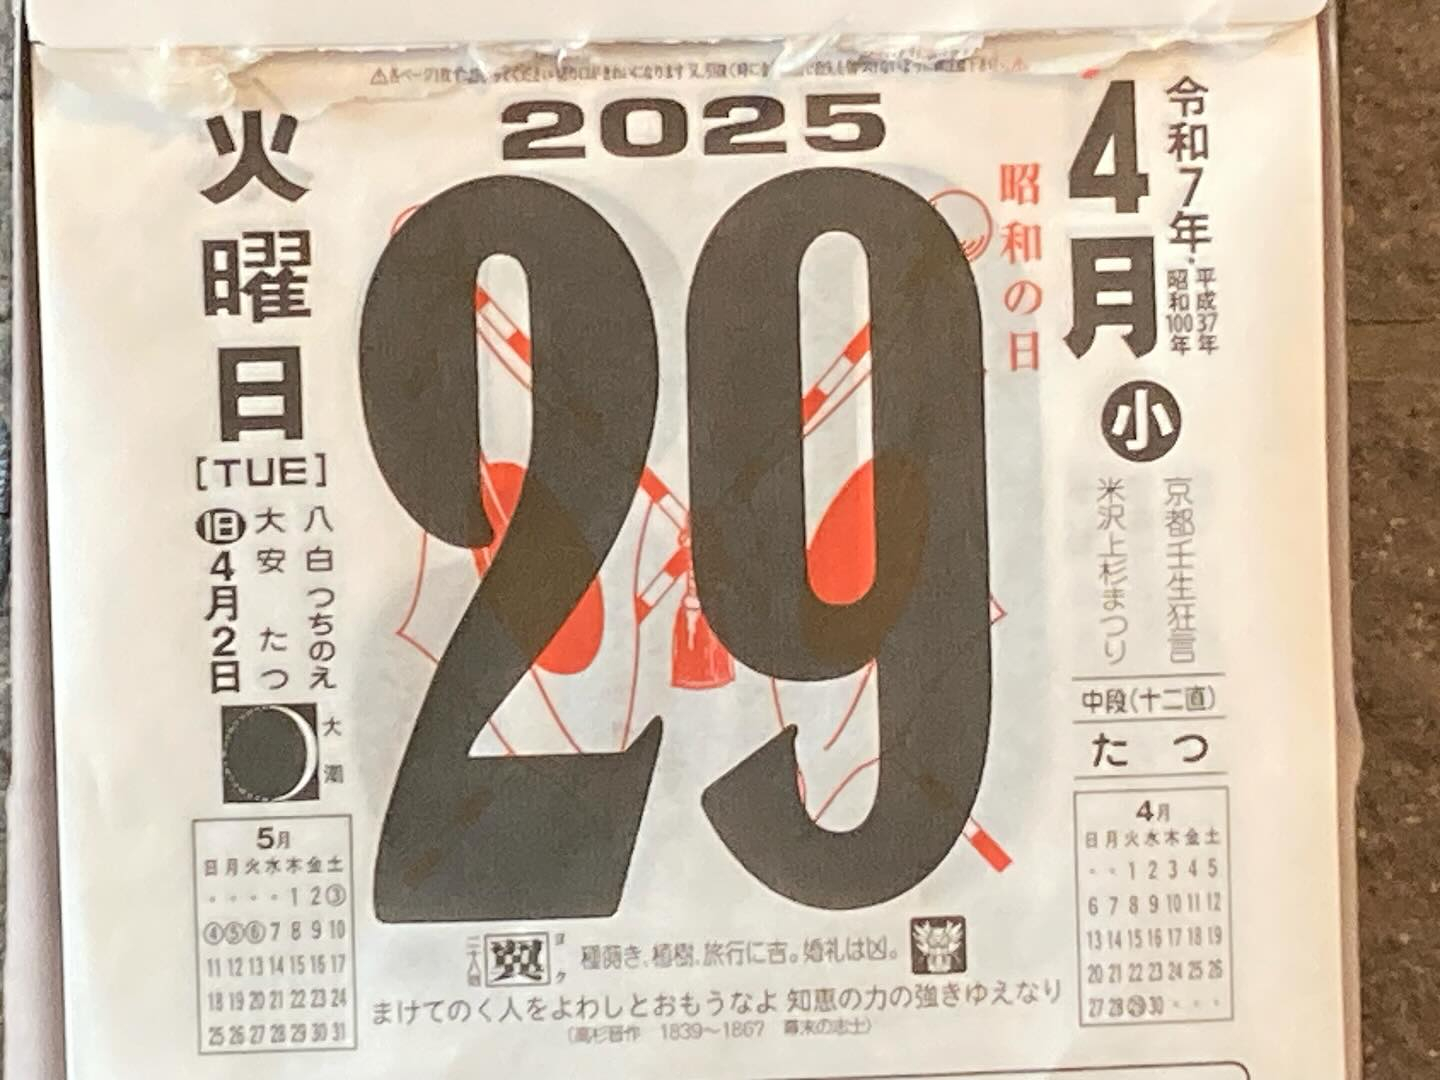 2025
4月
令和7年・
平成37年
昭和100年
火曜日
[TUE]
29
昭和の日
小
京都壬生狂言
米沢上杉まつり
中段(十二直)
たつ
八白 つちのえ
大安 たつ
旧4月2日
大潮
5月
日月火水木金土
・・・・1 2 3
4 5 6 7 8 9 10
11 12 13 14 15 16 17
18 19 20 21 22 23 24
25 26 27 28 29 30 31
4月
日月火水木金土
・・1 2 3 4 5
6 7 8 9 10 11 12
13 14 15 16 17 18 19
20 21 22 23 24 25 26
27 28 29 30・・・
二十八宿
翼
ヨク
種蒔き、植樹、旅行に吉。婚礼は凶。
まけてのく人をよわしとおもうなよ 知恵の力の強きゆえなり
(高杉晋作 1839〜1867 幕末の志士)